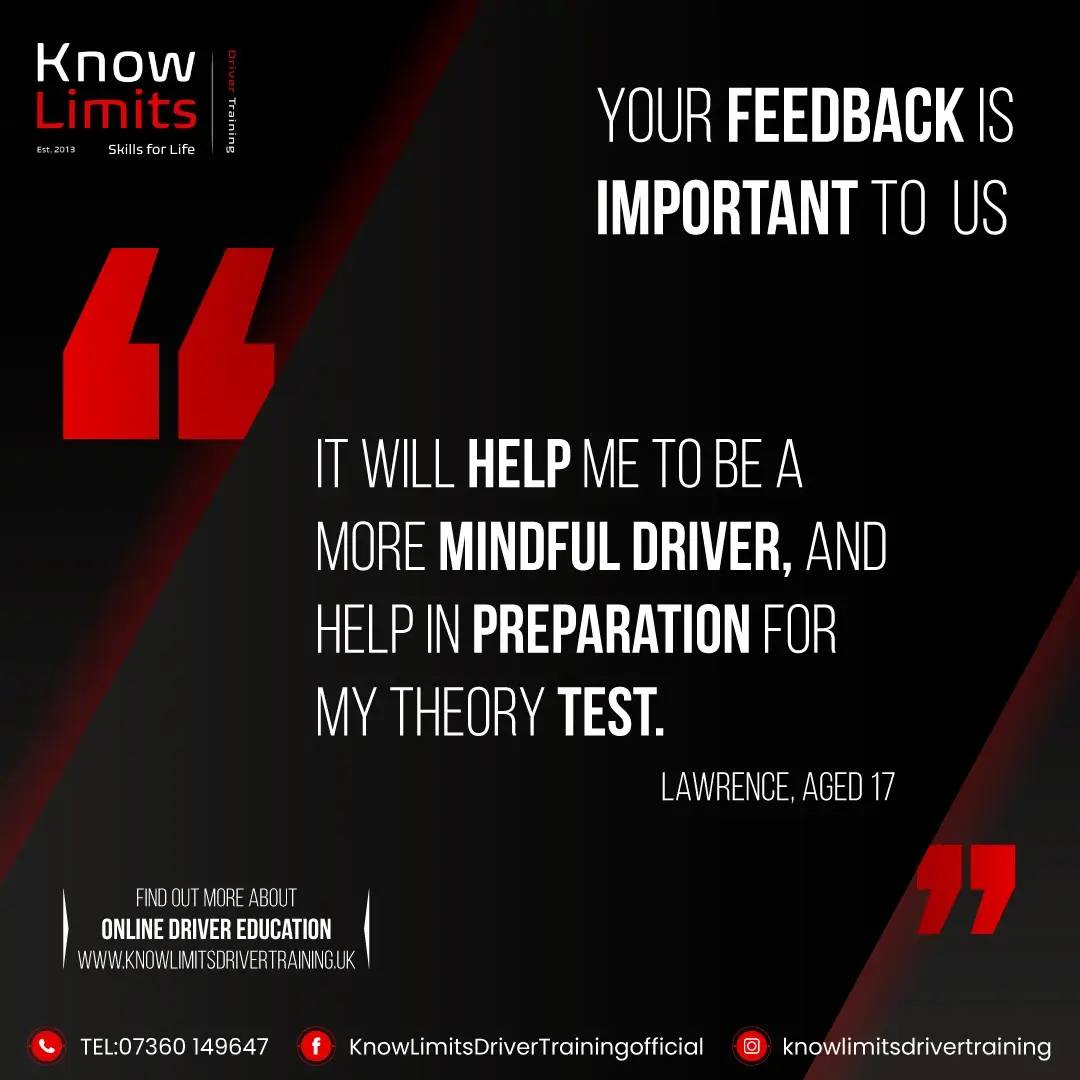 Know
Limits
Driver Training
Est. 2013 Skills for Life
YOUR FEEDBACK IS
IMPORTANT TO US
IT WILL HELP ME TO BE A
MORE MINDFUL DRIVER, AND
HELP IN PREPARATION FOR
MY THEORY TEST.
LAWRENCE, AGED 17
FIND OUT MORE ABOUT
ONLINE DRIVER EDUCATION
WWW.KNOWLIMITSDRIVERTRAINING.UK
TEL:07360 149647 KnowLimitsDriverTrainingofficial knowlimitsdrivertraining